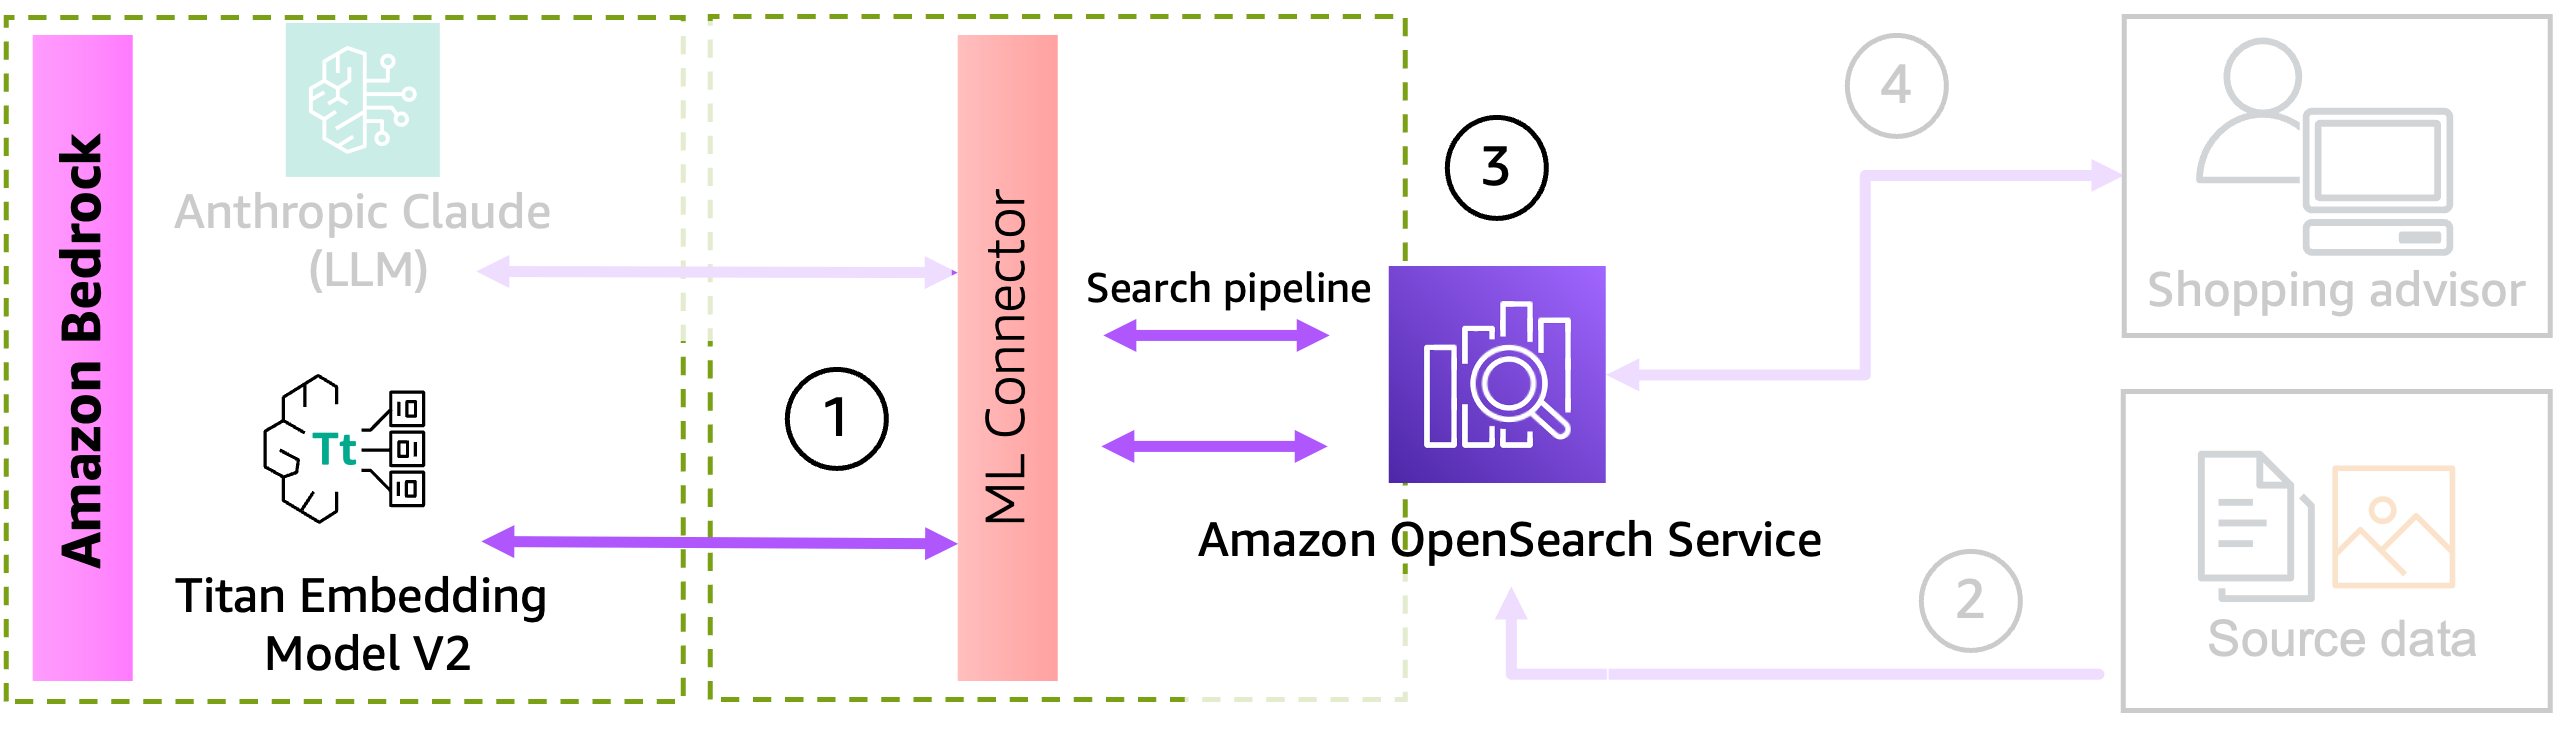 Amazon Bedrock
Anthropic Claude
(LLM)
Tt
Titan Embedding
Model V2
1
ML Connector
Search pipeline
3
Amazon OpenSearch Service
4
Shopping advisor
2
Source data